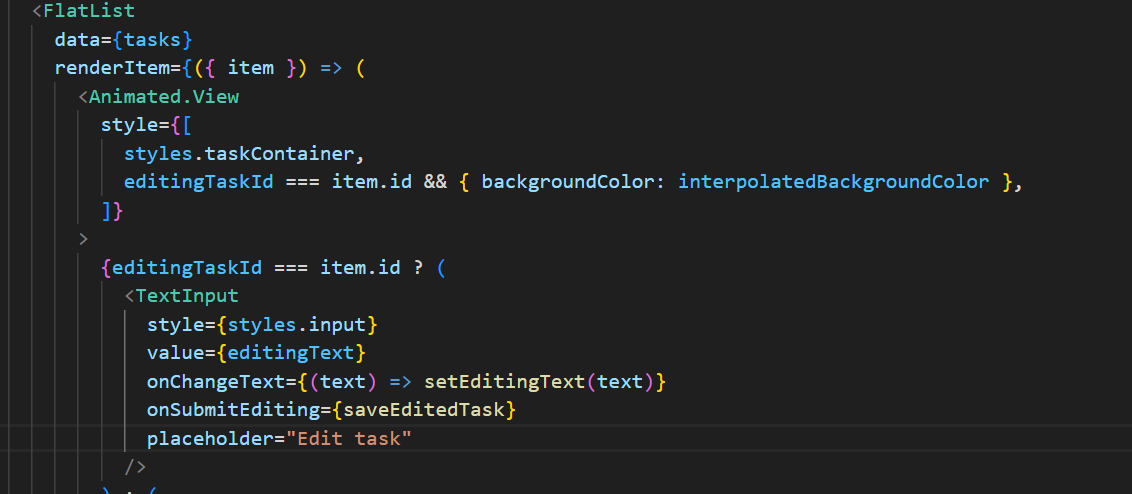 <FlatList
data={tasks}
renderItem={({ item }) => (
<Animated.View
style={[
styles.taskContainer,
editingTaskId === item.id && { backgroundColor: interpolatedBackgroundColor },
]}
>
{editingTaskId === item.id ? (
<TextInput
style={styles.input}
value={editingText}
onChangeText={(text) => setEditingText(text)}
onSubmitEditing={saveEditedTask}
placeholder="Edit task"
/>
) : (